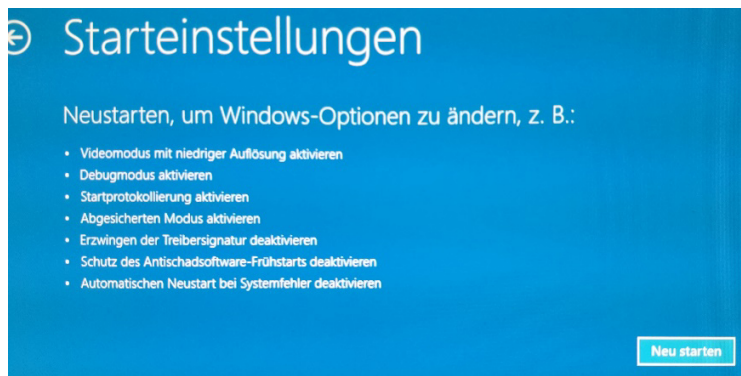 Starteinstellungen
Neustarten, um Windows-Optionen zu ändern, z. B.:
• Videomodus mit niedriger Auflösung aktivieren
• Debugmodus aktivieren
• Startprotokollierung aktivieren
• Abgesicherten Modus aktivieren
• Erzwingen der Treibersignatur deaktivieren
• Schutz des Antischadsoftware-Frühstarts deaktivieren
• Automatischen Neustart bei Systemfehler deaktivieren
Neu starten